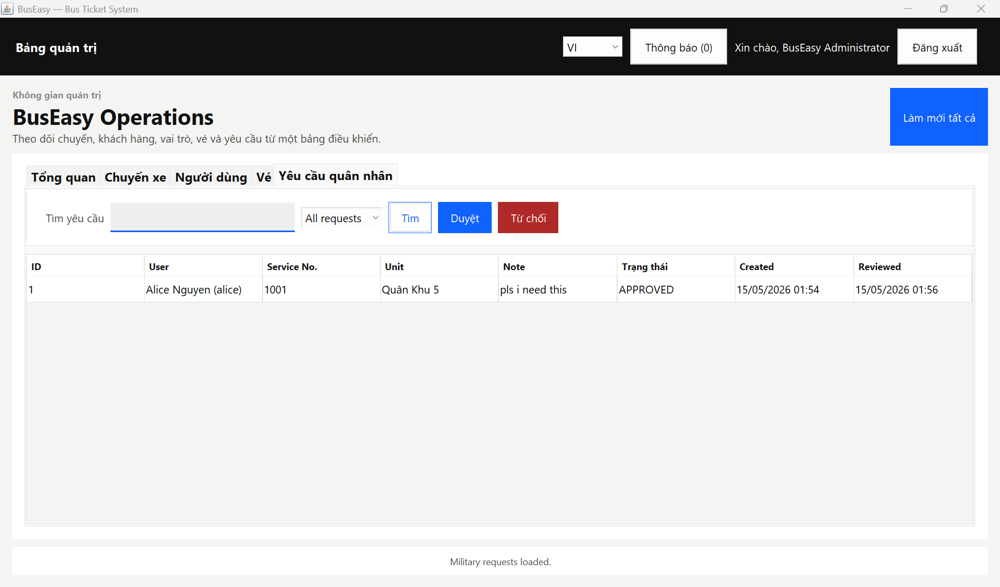 BusEasy — Bus Ticket System
Bảng quản trị
VI
Thông báo (0)
Xin chào, BusEasy Administrator
Đăng xuất
Không gian quản trị
BusEasy Operations
Theo dõi chuyến, khách hàng, vai trò, vé và yêu cầu từ một bảng điều khiển.
Làm mới tất cả
Tổng quan Chuyến xe Người dùng Vé Yêu cầu quân nhân
Tìm yêu cầu All requests Tìm Duyệt Từ chối
ID User Service No. Unit Note Trạng thái Created Reviewed
1 Alice Nguyen (alice) 1001 Quân Khu 5 pls i need this APPROVED 15/05/2026 01:54 15/05/2026 01:56
Military requests loaded.